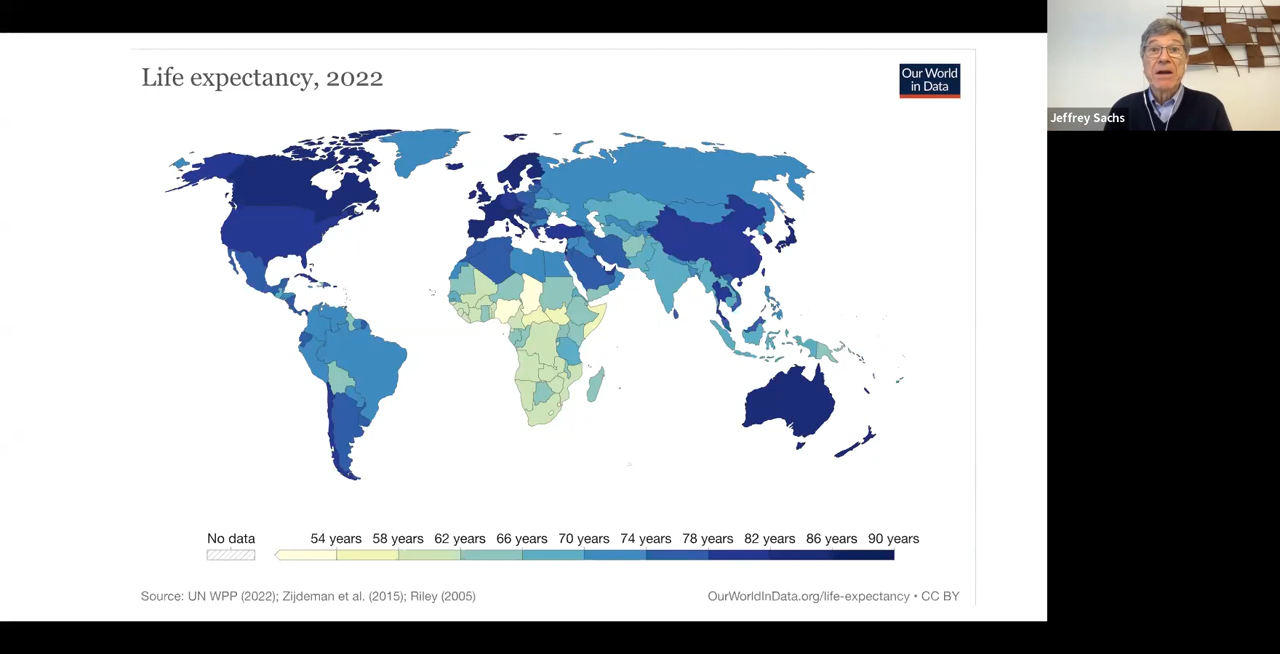 Life expectancy, 2022
Our World
in Data
Jeffrey Sachs
No data
54 years 58 years 62 years 66 years 70 years 74 years 78 years 82 years 86 years 90 years
Source: UN WPP (2022); Zijdeman et al. (2015); Riley (2005)
OurWorldInData.org/life-expectancy • CC BY